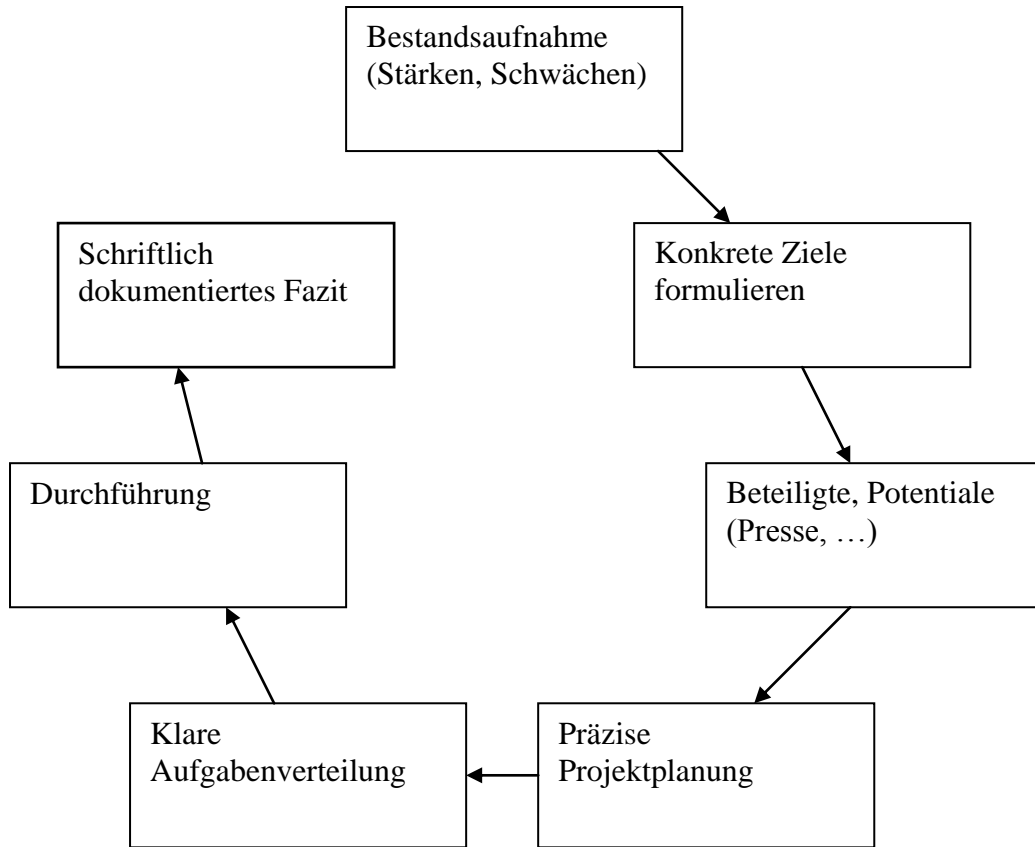 Bestandsaufnahme
(Stärken, Schwächen)
Konkrete Ziele
formulieren
Beteiligte, Potentiale
(Presse, …)
Präzise
Projektplanung
Klare
Aufgabenverteilung
Durchführung
Schriftlich
dokumentiertes Fazit